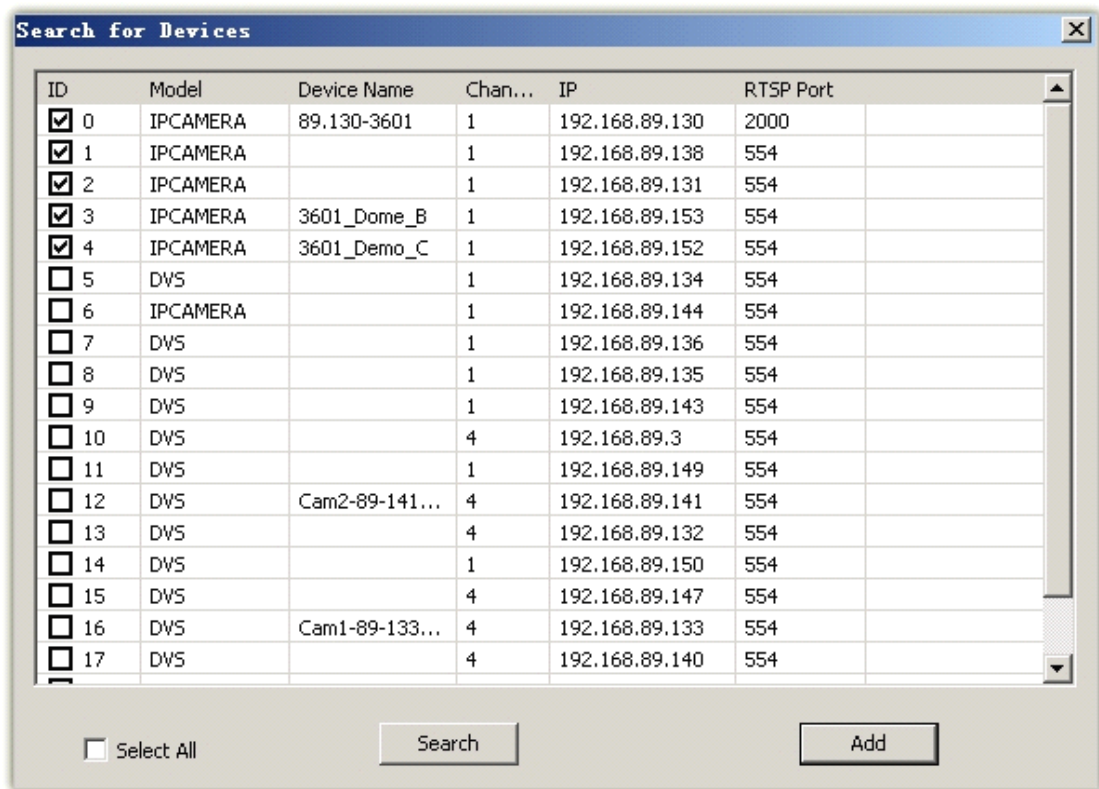 Search for Devices
ID Model Device Name Chan... IP RTSP Port
0 IPCAMERA 89.130-3601 1 192.168.89.130 2000
1 IPCAMERA 1 192.168.89.138 554
2 IPCAMERA 1 192.168.89.131 554
3 IPCAMERA 3601_Dome_B 1 192.168.89.153 554
4 IPCAMERA 3601_Demo_C 1 192.168.89.152 554
5 DVS 1 192.168.89.134 554
6 IPCAMERA 1 192.168.89.144 554
7 DVS 1 192.168.89.136 554
8 DVS 1 192.168.89.135 554
9 DVS 1 192.168.89.143 554
10 DVS 4 192.168.89.3 554
11 DVS 1 192.168.89.149 554
12 DVS Cam2-89-141... 4 192.168.89.141 554
13 DVS 4 192.168.89.132 554
14 DVS 1 192.168.89.150 554
15 DVS 4 192.168.89.147 554
16 DVS Cam1-89-133... 4 192.168.89.133 554
17 DVS 4 192.168.89.140 554
Select All Search Add